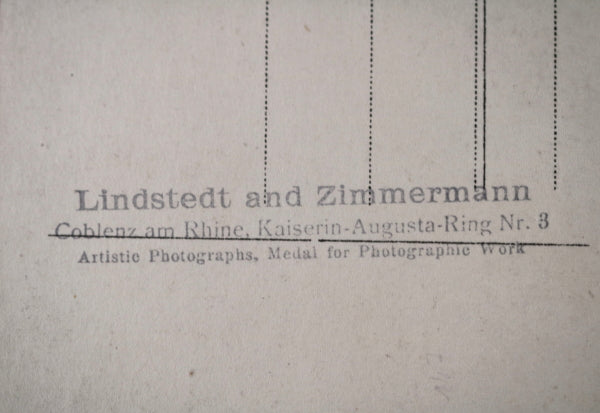 Lindstedt and Zimmermann
Coblenz am Rhine, Kaiserin-Augusta-Ring Nr. 3
Artistic Photographs, Medal for Photographic Work